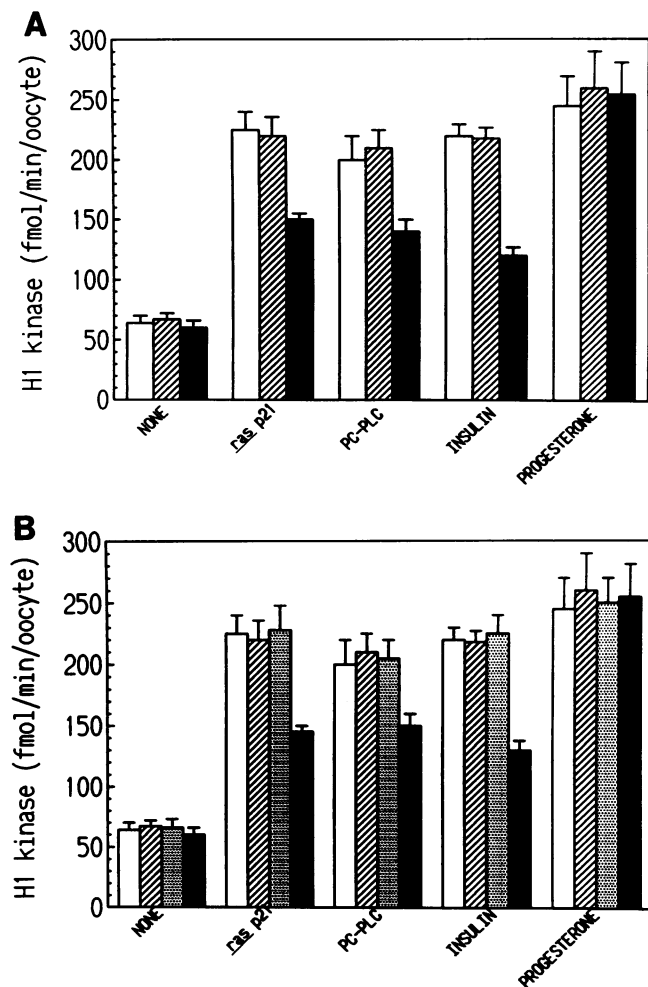 A
H1 kinase (fmol/min/oocyte)
300
250
200
150
100
50
0
NONE
ras p21
PC-PLC
INSULIN
PROGESTERONE
B
H1 kinase (fmol/min/oocyte)
300
250
200
150
100
50
0
NONE
ras p21
PC-PLC
INSULIN
PROGESTERONE